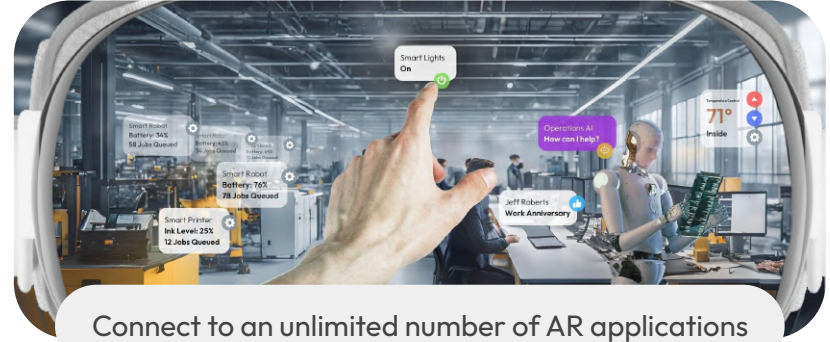 Smart Lights
On
Smart Robot
Battery: 34%
58 Jobs Queued
Operations AI
How can I help?
Temperature Control
71°
Inside
Smart Robot
Battery: 76%
78 Jobs Queued
Jeff Roberts
Work Anniversary
Smart Printer
Ink Level: 25%
12 Jobs Queued
Connect to an unlimited number of AR applications